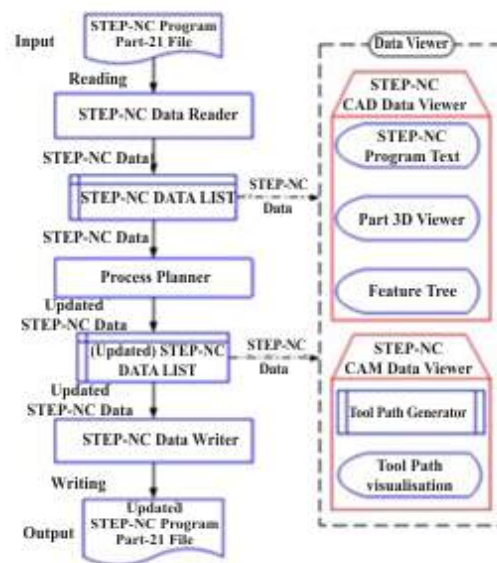 Input
STEP-NC Program
Part-21 File
Reading
STEP-NC Data Reader
STEP-NC Data
STEP-NC DATA LIST
STEP-NC
Data
STEP-NC Data
Process Planner
Updated
STEP-NC Data
(Updated) STEP-NC
DATA LIST
STEP-NC
Data
Updated
STEP-NC Data
STEP-NC Data Writer
Writing
Output
Updated
STEP-NC Program
Part-21 File
Data Viewer
STEP-NC
CAD Data Viewer
STEP-NC
Program Text
Part 3D Viewer
Feature Tree
STEP-NC
CAM Data Viewer
Tool Path Generator
Tool Path
visualisation